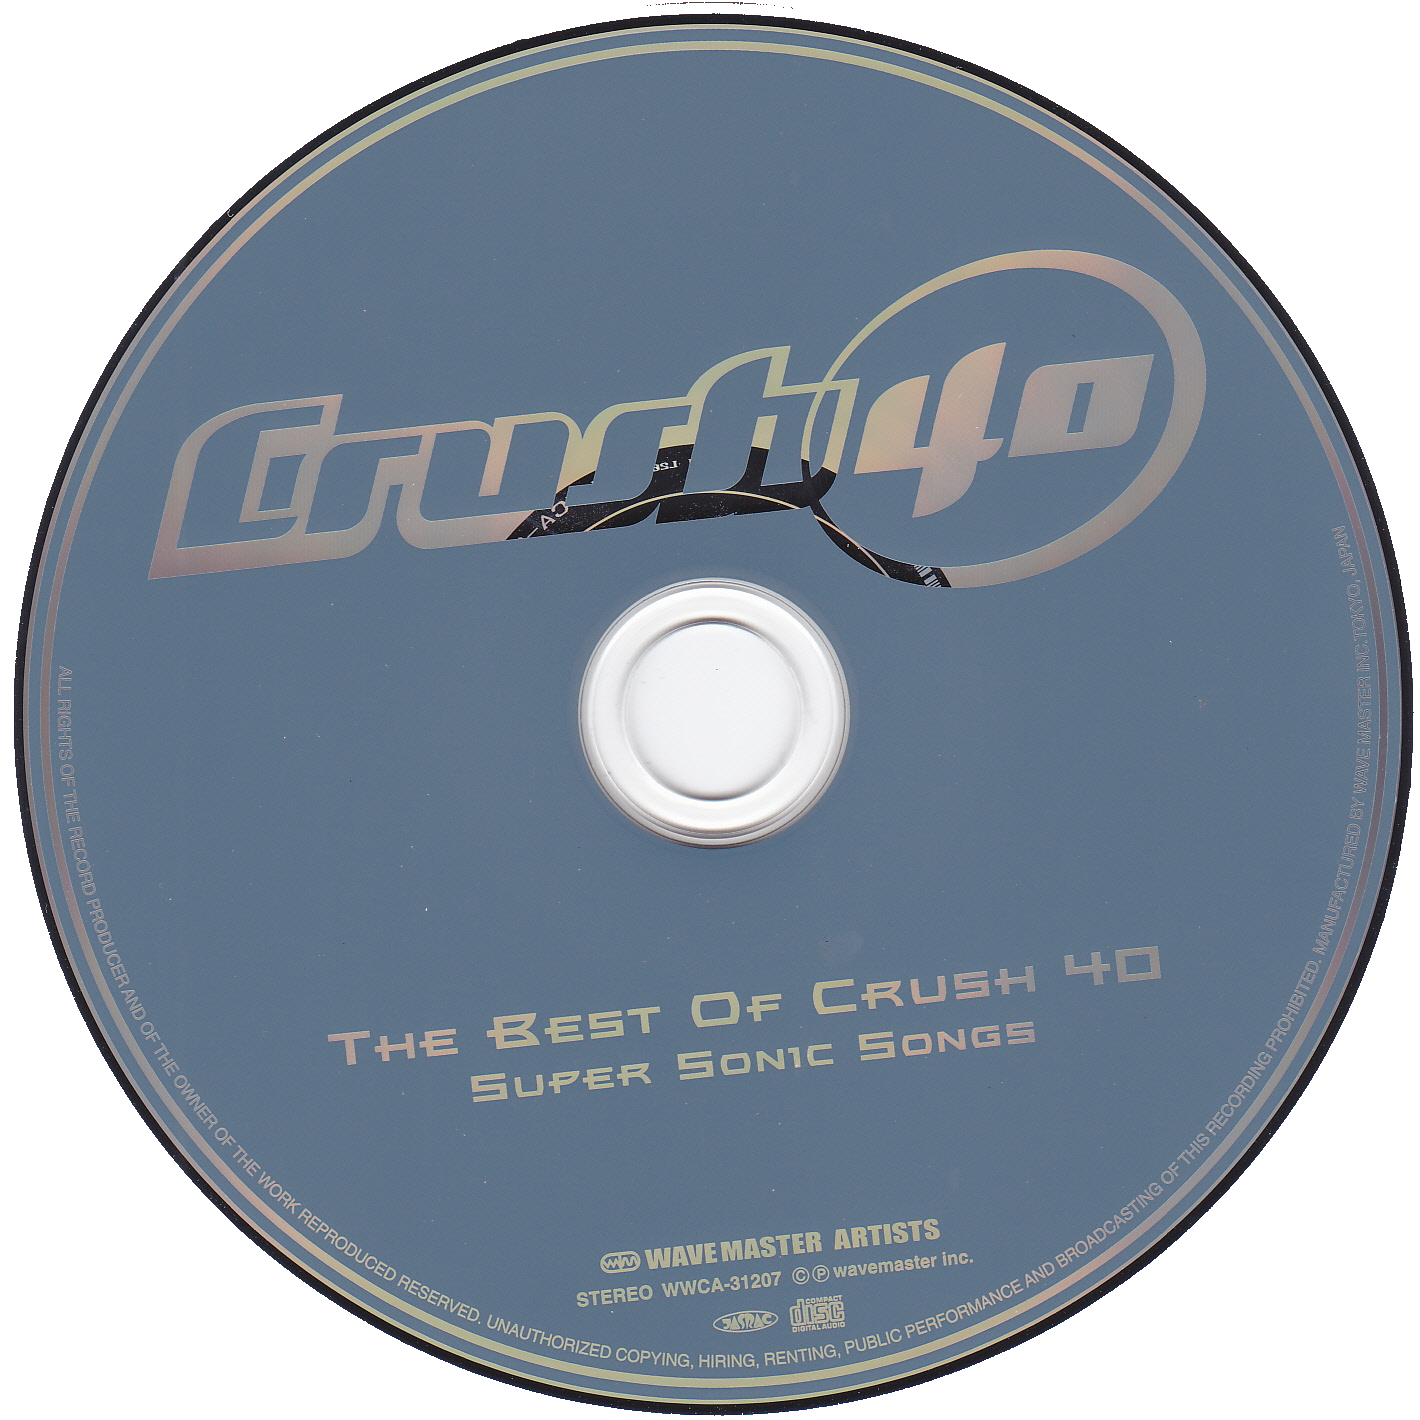 Crush 40
The Best Of Crush 40
Super Sonic Songs
WAVE MASTER ARTISTS
STEREO WWCA-31207 ©℗wavemaster inc.
JASRAC
COMPACT
disc
DIGITAL AUDIO
ALL RIGHTS OF THE RECORD PRODUCER AND OF THE OWNER OF THE WORK REPRODUCED RESERVED. UNAUTHORIZED COPYING, HIRING, RENTING, PUBLIC PERFORMANCE AND BROADCASTING OF THIS RECORDING PROHIBITED. MANUFACTURED BY WAVE MASTER INC.TOKYO, JAPAN